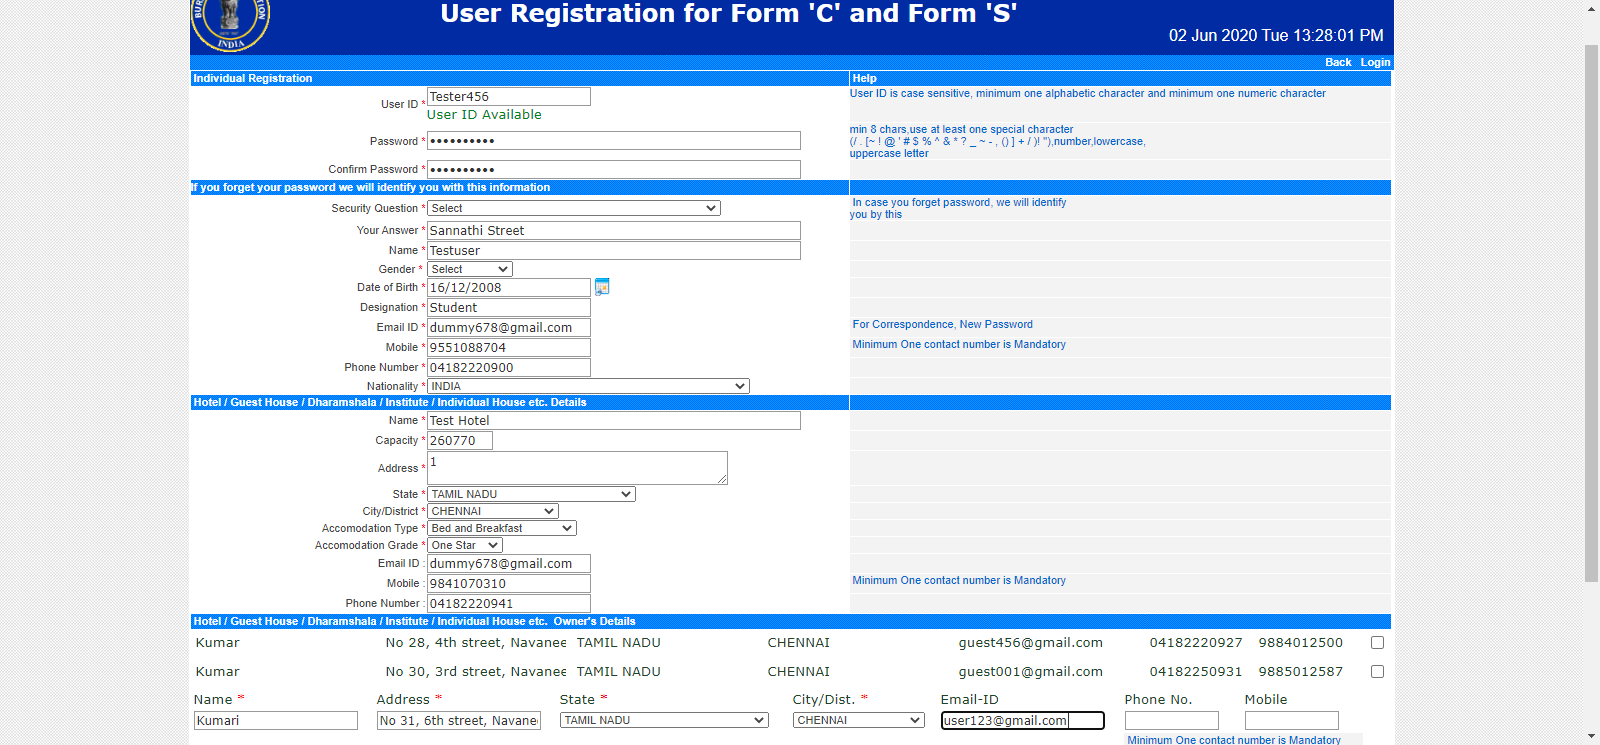 INDIA
User Registration for Form 'C' and Form 'S'
02 Jun 2020 Tue 13:28:01 PM
Back Login
Individual Registration Help
User ID * Tester456 User ID is case sensitive, minimum one alphabetic character and minimum one numeric character
User ID Available
Password * •••••••••• min 8 chars,use at least one special character
(/ . [~ ! @ ' # $ % ^ & * ? _ ~ - , () ] + / )! "),number,lowercase,
uppercase letter
Confirm Password * ••••••••••
If you forget your password we will identify you with this information
Security Question * Select In case you forget password, we will identify
you by this
Your Answer * Sannathi Street
Name * Testuser
Gender * Select
Date of Birth * 16/12/2008
Designation * Student
Email ID * dummy678@gmail.com For Correspondence, New Password
Mobile * 9551088704 Minimum One contact number is Mandatory
Phone Number * 04182220900
Nationality * INDIA
Hotel / Guest House / Dharamshala / Institute / Individual House etc. Details
Name * Test Hotel
Capacity * 260770
Address * 1
State * TAMIL NADU
City/District * CHENNAI
Accomodation Type * Bed and Breakfast
Accomodation Grade * One Star
Email ID : dummy678@gmail.com
Mobile : 9841070310 Minimum One contact number is Mandatory
Phone Number : 04182220941
Hotel / Guest House / Dharamshala / Institute / Individual House etc. Owner's Details
Kumar No 28, 4th street, Navanee TAMIL NADU CHENNAI guest456@gmail.com 04182220927 9884012500
Kumar No 30, 3rd street, Navanee TAMIL NADU CHENNAI guest001@gmail.com 04182250931 9885012587
Name * Address * State * City/Dist. * Email-ID Phone No. Mobile
Kumari No 31, 6th street, Navane TAMIL NADU CHENNAI user123@gmail.com
Minimum One contact number is Mandatory